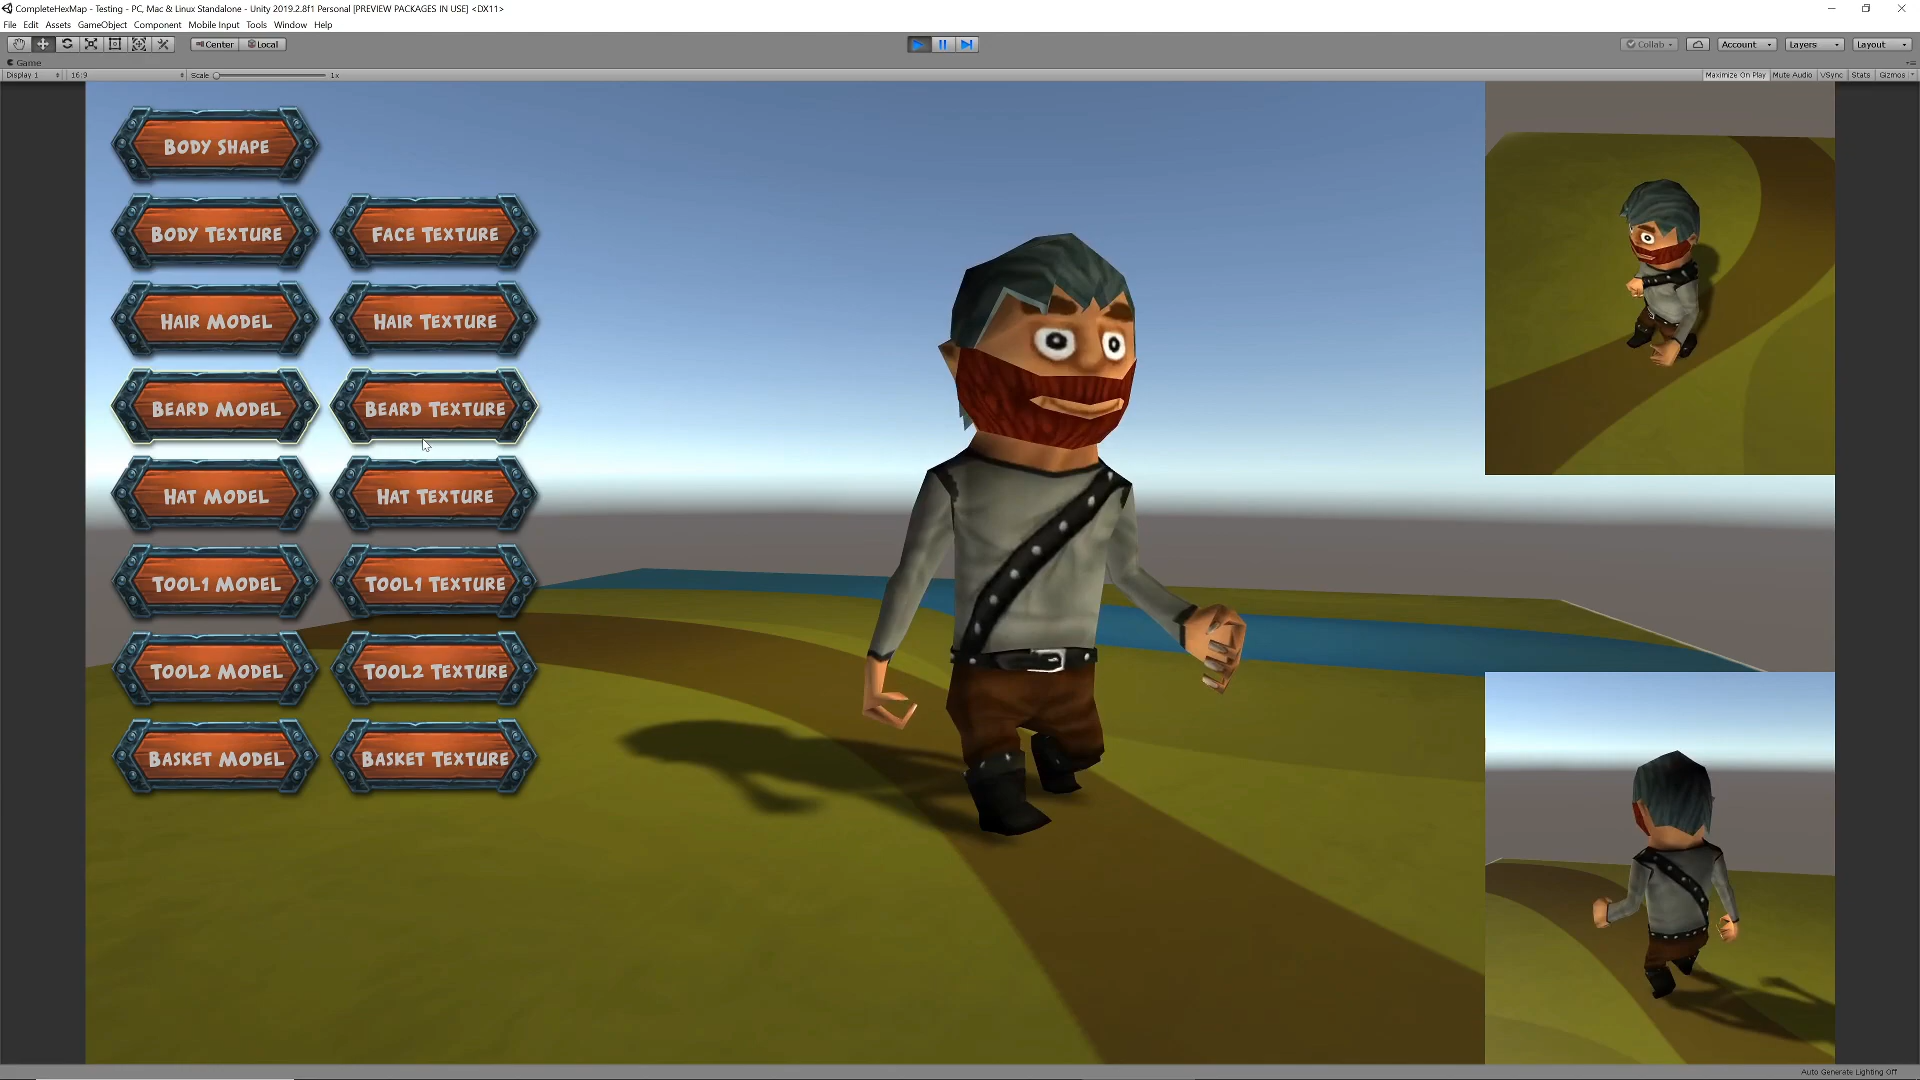 CompleteHexMap - Testing - PC, Mac & Linux Standalone - Unity 2019.2.8f1 Personal [PREVIEW PACKAGES IN USE] <DX11>
File Edit Assets GameObject Component Mobile Input Tools Window Help
Center Local Collab Account Layers Layout
Game
Display 1 16:9 Scale 1x Maximize On Play Mute Audio VSync Stats Gizmos
BODY SHAPE
BODY TEXTURE FACE TEXTURE
HAIR MODEL HAIR TEXTURE
BEARD MODEL BEARD TEXTURE
HAT MODEL HAT TEXTURE
TOOL1 MODEL TOOL1 TEXTURE
TOOL2 MODEL TOOL2 TEXTURE
BASKET MODEL BASKET TEXTURE
Auto Generate Lighting Off